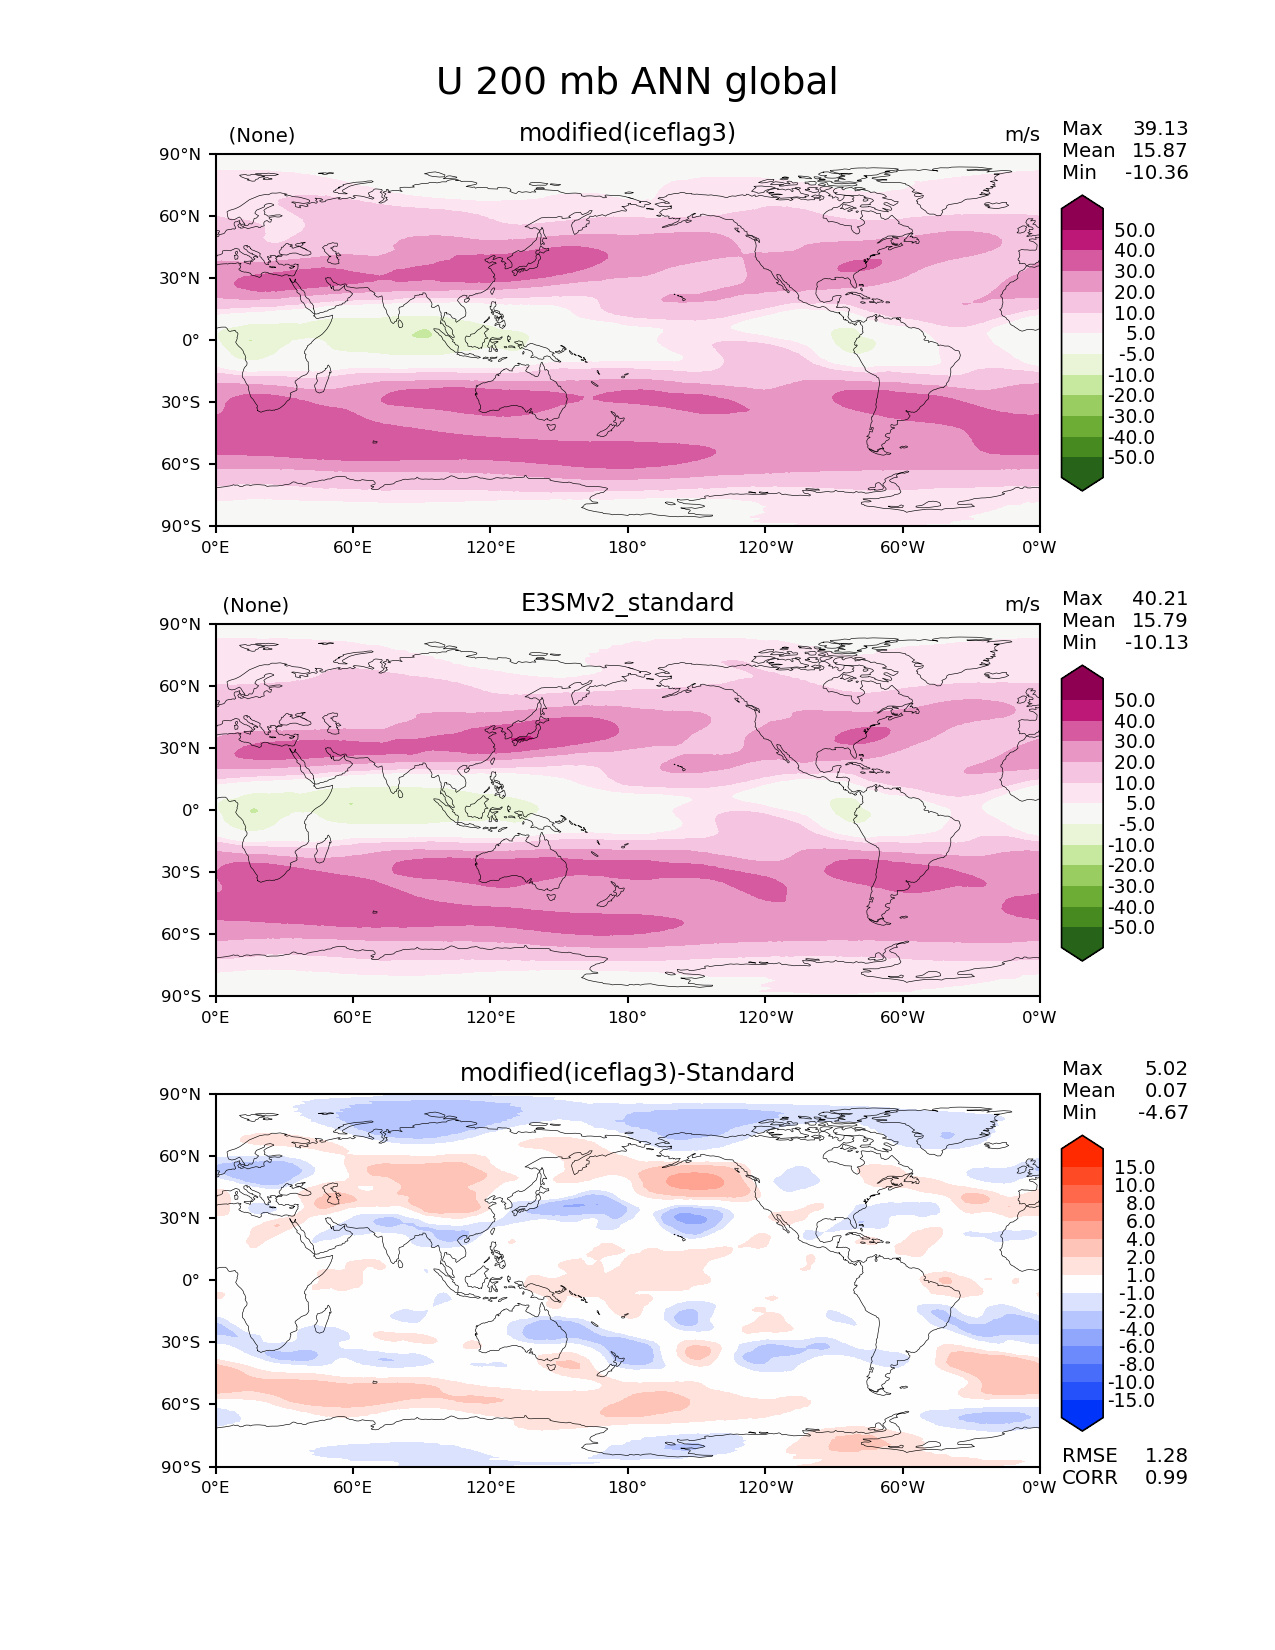 U 200 mb ANN global
(None) modified(iceflag3) m/s
Max 39.13
Mean 15.87
Min -10.36
90°N
60°N
30°N
0°
30°S
60°S
90°S
0°E 60°E 120°E 180° 120°W 60°W 0°W
50.0
40.0
30.0
20.0
10.0
5.0
-5.0
-10.0
-20.0
-30.0
-40.0
-50.0
(None) E3SMv2_standard m/s
Max 40.21
Mean 15.79
Min -10.13
90°N
60°N
30°N
0°
30°S
60°S
90°S
0°E 60°E 120°E 180° 120°W 60°W 0°W
50.0
40.0
30.0
20.0
10.0
5.0
-5.0
-10.0
-20.0
-30.0
-40.0
-50.0
modified(iceflag3)-Standard
Max 5.02
Mean 0.07
Min -4.67
90°N
60°N
30°N
0°
30°S
60°S
90°S
0°E 60°E 120°E 180° 120°W 60°W 0°W
15.0
10.0
8.0
6.0
4.0
2.0
1.0
-1.0
-2.0
-4.0
-6.0
-8.0
-10.0
-15.0
RMSE 1.28
CORR 0.99